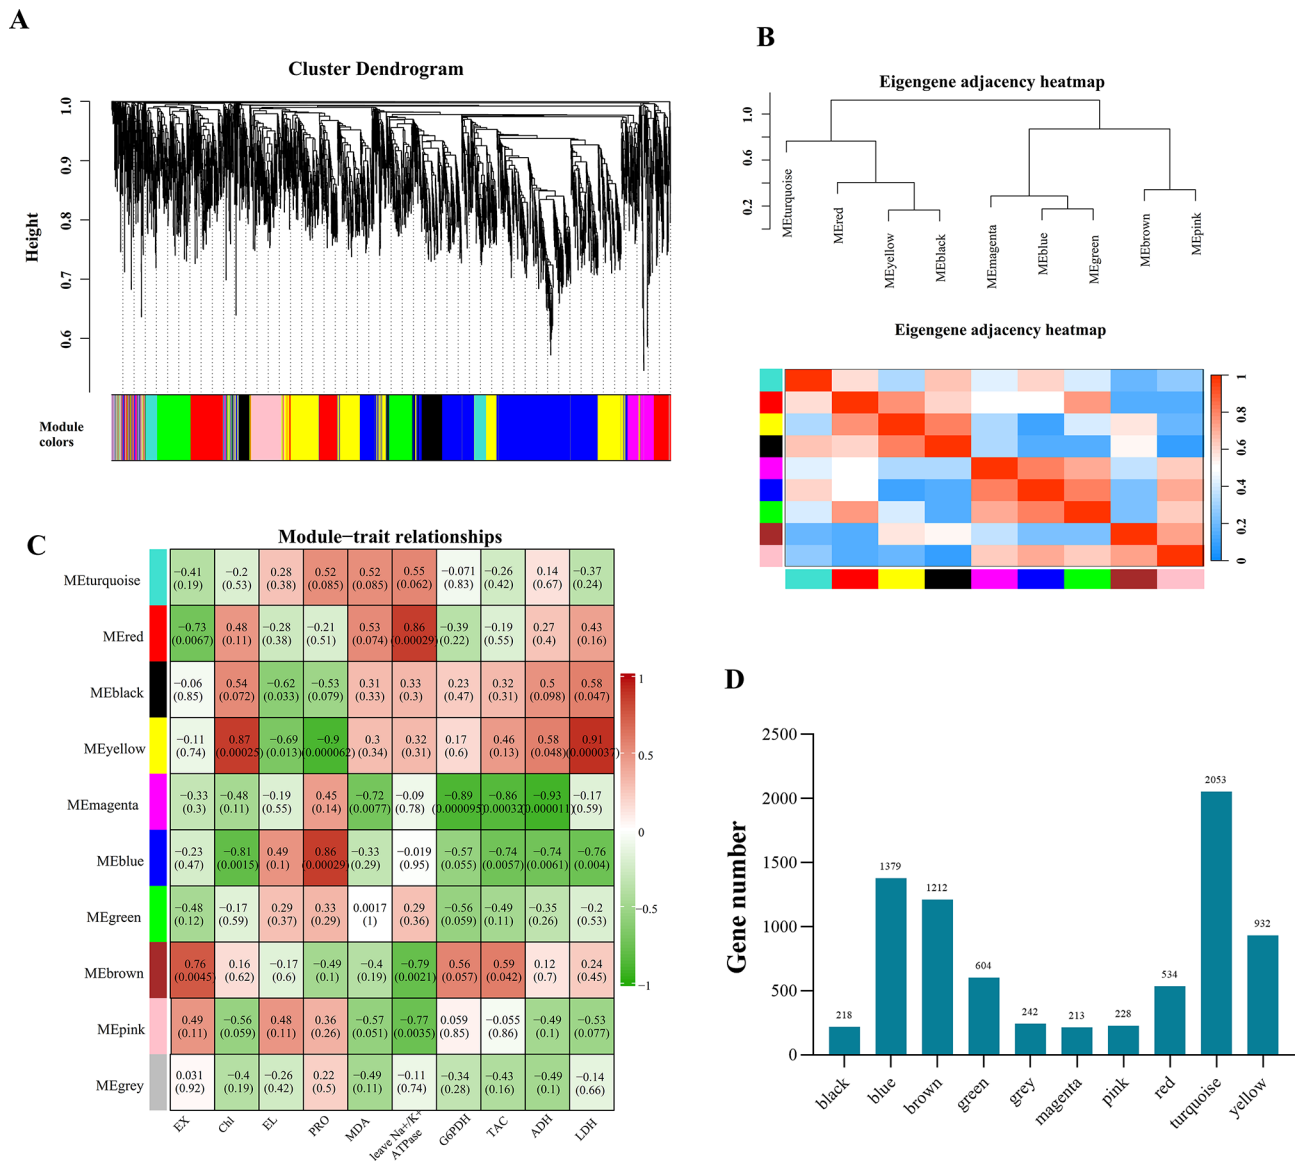 A
Cluster Dendrogram
Height
1.0
0.9
0.8
0.7
0.6
Module
colors
B
Eigengene adjacency heatmap
1.0
0.6
0.2
MEturquoise
MEred
MEyellow
MEblack
MEmagenta
MEblue
MEgreen
MEbrown
MEpink
Eigengene adjacency heatmap
1
0.8
0.6
0.4
0.2
0
C
Module−trait relationships
MEturquoise −0.41 −0.2 0.28 0.52 0.52 0.55 −0.071 −0.26 0.14 −0.37
(0.19) (0.53) (0.38) (0.085) (0.085) (0.062) (0.83) (0.42) (0.67) (0.24)
MEred −0.73 0.48 −0.28 −0.21 0.53 0.86 −0.39 −0.19 0.27 0.43
(0.0067) (0.11) (0.38) (0.51) (0.074) (0.00029) (0.22) (0.55) (0.4) (0.16)
MEblack −0.06 0.54 −0.62 −0.53 0.31 0.33 0.23 0.32 0.5 0.58
(0.85) (0.072) (0.033) (0.079) (0.33) (0.3) (0.47) (0.31) (0.098) (0.047)
MEyellow −0.11 0.87 −0.69 −0.9 0.3 0.32 0.17 0.46 0.58 0.91
(0.74) (0.00025) (0.013) (0.000062) (0.34) (0.31) (0.6) (0.13) (0.048) (0.000037)
MEmagenta −0.33 −0.48 −0.19 0.45 −0.72 −0.09 −0.89 −0.86 −0.93 −0.17
(0.3) (0.11) (0.55) (0.14) (0.0077) (0.78) (0.000095) (0.00032) (0.000011) (0.59)
MEblue −0.23 −0.81 0.49 0.86 −0.33 −0.019 −0.57 −0.74 −0.74 −0.76
(0.47) (0.0015) (0.1) (0.00029) (0.29) (0.95) (0.055) (0.0057) (0.0061) (0.004)
MEgreen −0.48 −0.17 0.29 0.33 0.0017 0.29 −0.56 −0.49 −0.35 −0.2
(0.12) (0.59) (0.37) (0.29) (1) (0.36) (0.059) (0.11) (0.26) (0.53)
MEbrown 0.76 0.16 −0.17 −0.49 −0.4 −0.79 0.56 0.59 0.12 0.24
(0.0045) (0.62) (0.6) (0.1) (0.19) (0.0021) (0.057) (0.042) (0.7) (0.45)
MEpink 0.49 −0.56 0.48 0.36 −0.57 −0.77 0.059 −0.055 −0.49 −0.53
(0.11) (0.059) (0.11) (0.26) (0.051) (0.0035) (0.85) (0.86) (0.1) (0.077)
MEgrey 0.031 −0.4 −0.26 0.22 −0.49 −0.11 −0.34 −0.43 −0.49 −0.14
(0.92) (0.19) (0.42) (0.5) (0.11) (0.74) (0.28) (0.16) (0.1) (0.66)
EX
Chl
EL
PRO
MDA
leave Na+/K+
ATPase
G6PDH
TAC
ADH
LDH
1
0.5
0
−0.5
−1
D
Gene number
2500
2000
1500
1000
500
0
218
1379
1212
604
242
213
228
534
2053
932
black
blue
brown
green
grey
magenta
pink
red
turquoise
yellow